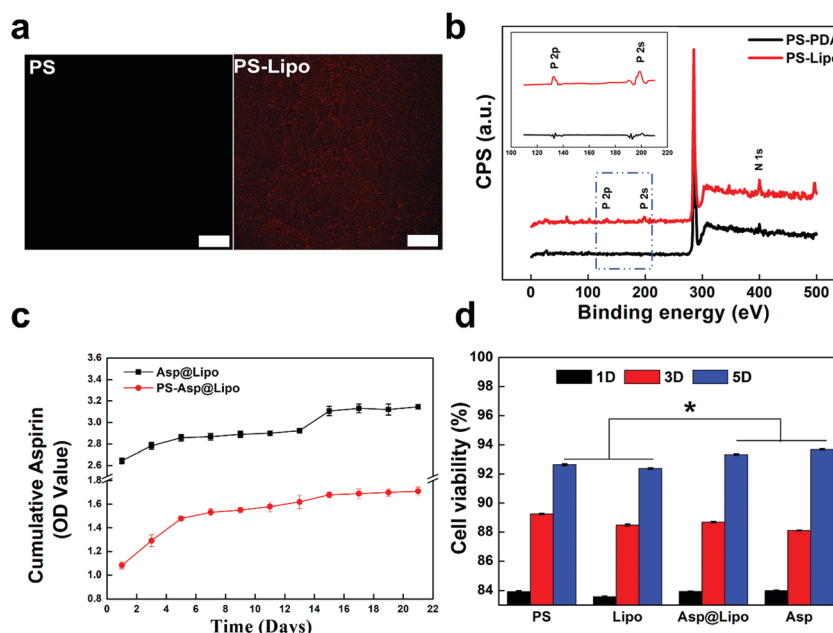 a
PS
PS-Lipo
b
CPS (a.u.)
PS-PDA
PS-Lipo
P 2p
P 2s
100 120 140 160 180 200 220
P 2p
P 2s
N 1s
0 100 200 300 400 500
Binding energy (eV)
c
Cumulative Aspirin
(OD Value)
3.6
3.4
3.2
3.0
2.8
2.6
1.8
1.6
1.4
1.2
1.0
0.8
Asp@Lipo
PS-Asp@Lipo
0 2 4 6 8 10 12 14 16 18 20 22
Time (Days)
d
Cell viability (%)
100
98
96
94
92
90
88
86
84
1D 3D 5D
*
PS Lipo Asp@Lipo Asp